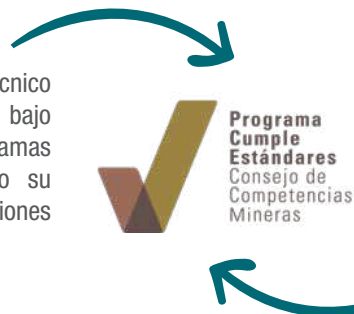 cnico
bajo
amas
o su
iones
Programa
Cumple
Estándares
Consejo de
Competencias
Mineras